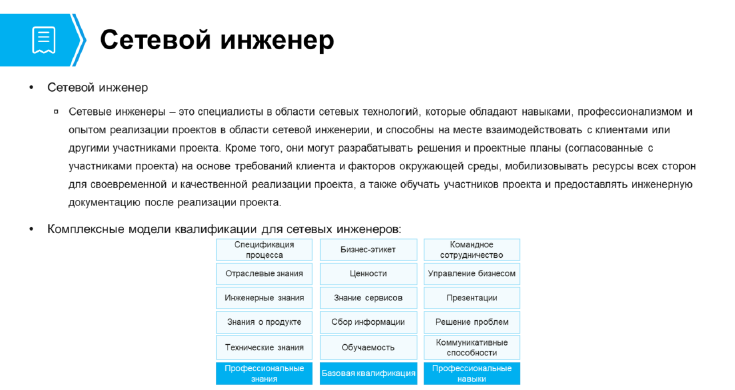 Сетевой инженер
• Сетевой инженер
▫ Сетевые инженеры – это специалисты в области сетевых технологий, которые обладают навыками, профессионализмом и
опытом реализации проектов в области сетевой инженерии, и способны на месте взаимодействовать с клиентами или
другими участниками проекта. Кроме того, они могут разрабатывать решения и проектные планы (согласованные с
участниками проекта) на основе требований клиента и факторов окружающей среды, мобилизовывать ресурсы всех сторон
для своевременной и качественной реализации проекта, а также обучать участников проекта и предоставлять инженерную
документацию после реализации проекта.
• Комплексные модели квалификации для сетевых инженеров:
Спецификация
процесса
Бизнес-этикет
Командное
сотрудничество
Отраслевые знания
Ценности
Управление бизнесом
Инженерные знания
Знание сервисов
Презентации
Знания о продукте
Сбор информации
Решение проблем
Технические знания
Обучаемость
Коммуникативные
способности
Профессиональные
знания
Базовая квалификация
Профессиональные
навыки